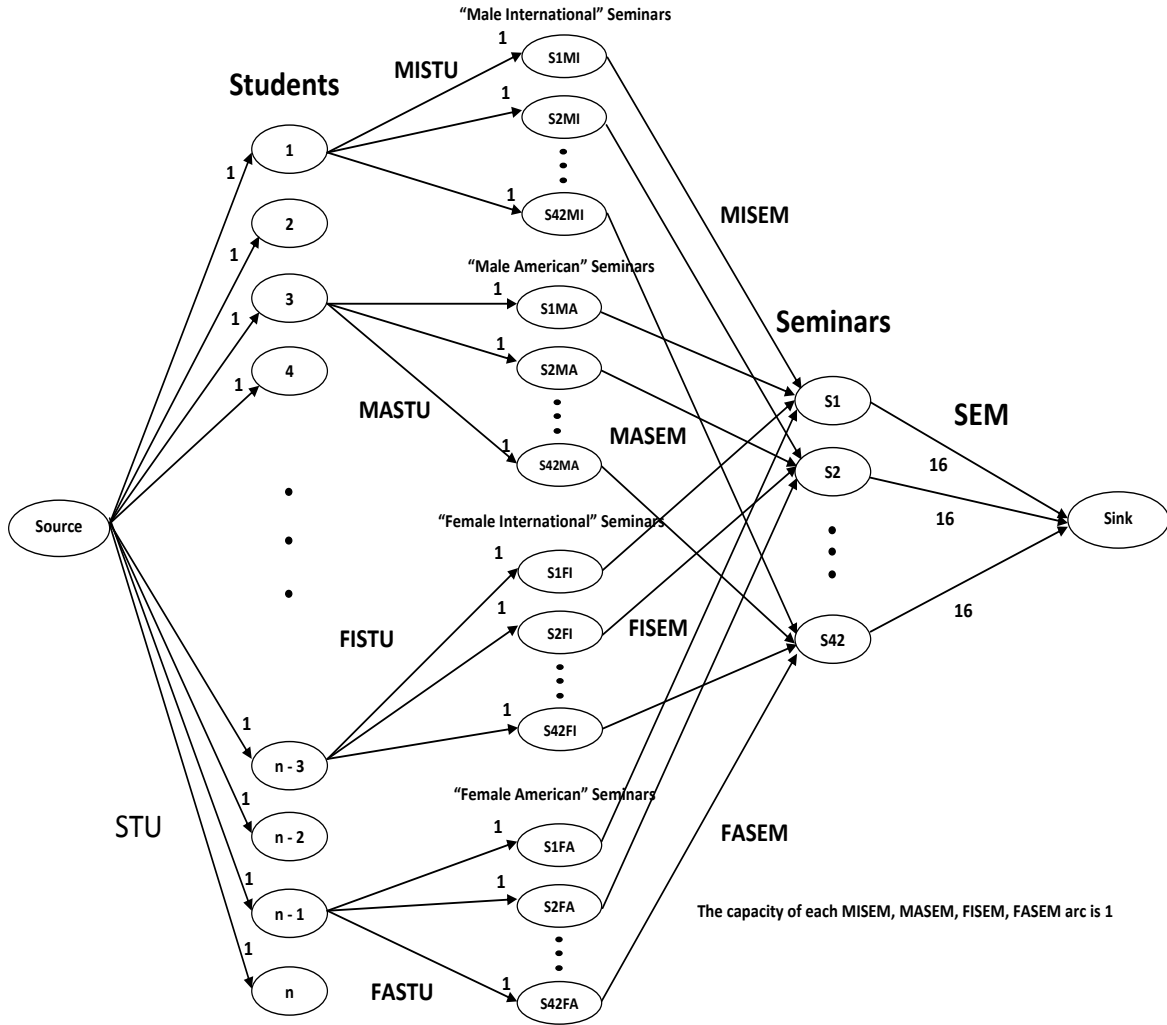 “Male International” Seminars
1
S1MI
MISTU
Students
1
S2MI
1
1
1
S42MI
MISEM
2
1
“Male American” Seminars
3
1
1
S1MA
Seminars
4
1
1
S2MA
S1
MASTU
MASEM
SEM
1
S42MA
16
S2
Source
“Female International” Seminars
16
Sink
1
S1FI
1
S2FI
FISTU
FISEM
16
S42
1
S42FI
1
n - 3
“Female American” Seminars
1
n - 2
STU
1
S1FA
FASEM
1
n - 1
1
S2FA
The capacity of each MISEM, MASEM, FISEM, FASEM arc is 1
1
n
FASTU
1
S42FA